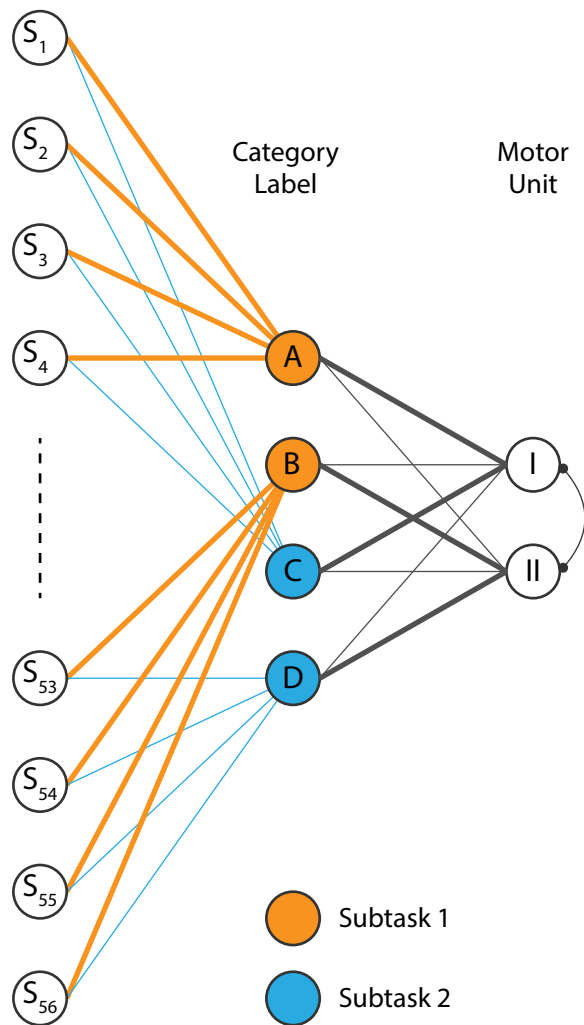 S1
S2
Category
Label
Motor
Unit
S3
S4
A
B
I
C
II
S53
D
S54
S55
Subtask 1
S56
Subtask 2